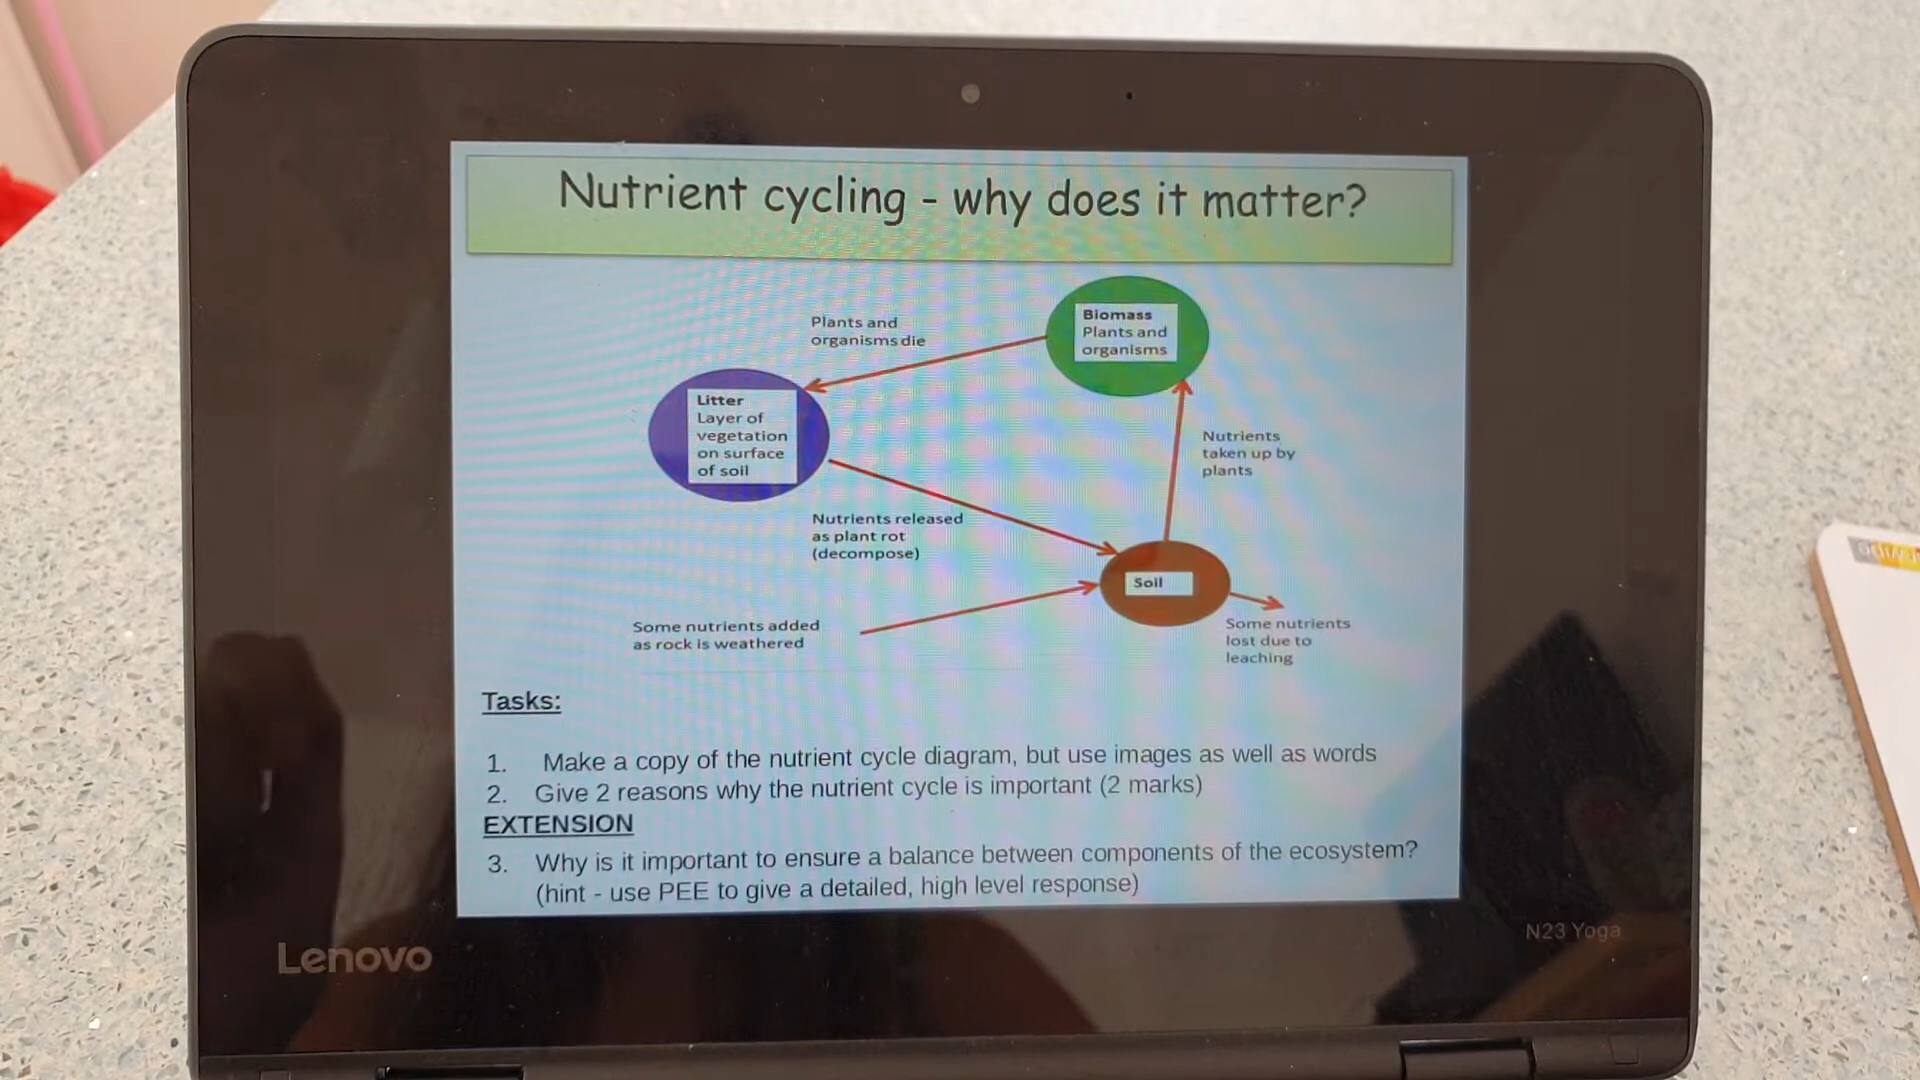 Nutrient cycling - why does it matter?
Biomass
Plants and
organisms
Plants and
organisms die
Litter
Layer of
vegetation
on surface
of soil
Nutrients
taken up by
plants
Nutrients released
as plant rot
(decompose)
Soil
Some nutrients added
as rock is weathered
Some nutrients
lost due to
leaching
Tasks:
1. Make a copy of the nutrient cycle diagram, but use images as well as words
2. Give 2 reasons why the nutrient cycle is important (2 marks)
EXTENSION
3. Why is it important to ensure a balance between components of the ecosystem?
(hint - use PEE to give a detailed, high level response)
Lenovo
N23 Yoga